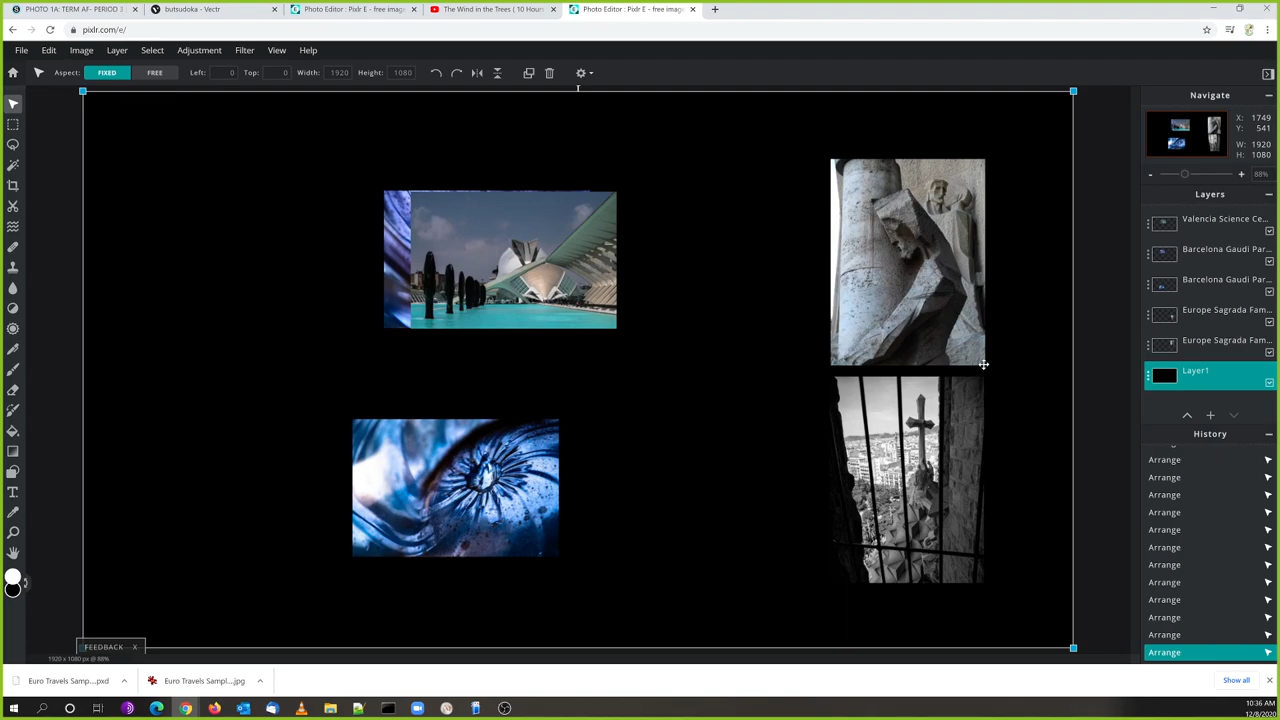 PHOTO 1A: TERM AF- PERIOD 3
butsudoka - Vectr
Photo Editor : Pixlr E - free imag
The Wind in the Trees ( 10 Hours
Photo Editor : Pixlr E - free imag
pixlr.com/e/
File Edit Image Layer Select Adjustment Filter View Help
Aspect: FIXED FREE Left: 0 Top: 0 Width: 1920 Height: 1080
Navigate
X: 1749
Y: 541
W: 1920
H: 1080
88%
Layers
Valencia Science Ce...
Barcelona Gaudi Par...
Barcelona Gaudi Par...
Europe Sagrada Fam...
Europe Sagrada Fam...
Layer1
History
Arrange
Arrange
Arrange
Arrange
Arrange
Arrange
Arrange
Arrange
Arrange
Arrange
Arrange
Arrange
FEEDBACK X
1920 x 1080 px @ 88%
Euro Travels Samp....pxd
Euro Travels Sampl....jpg
Show all
10:36 AM
12/8/2020